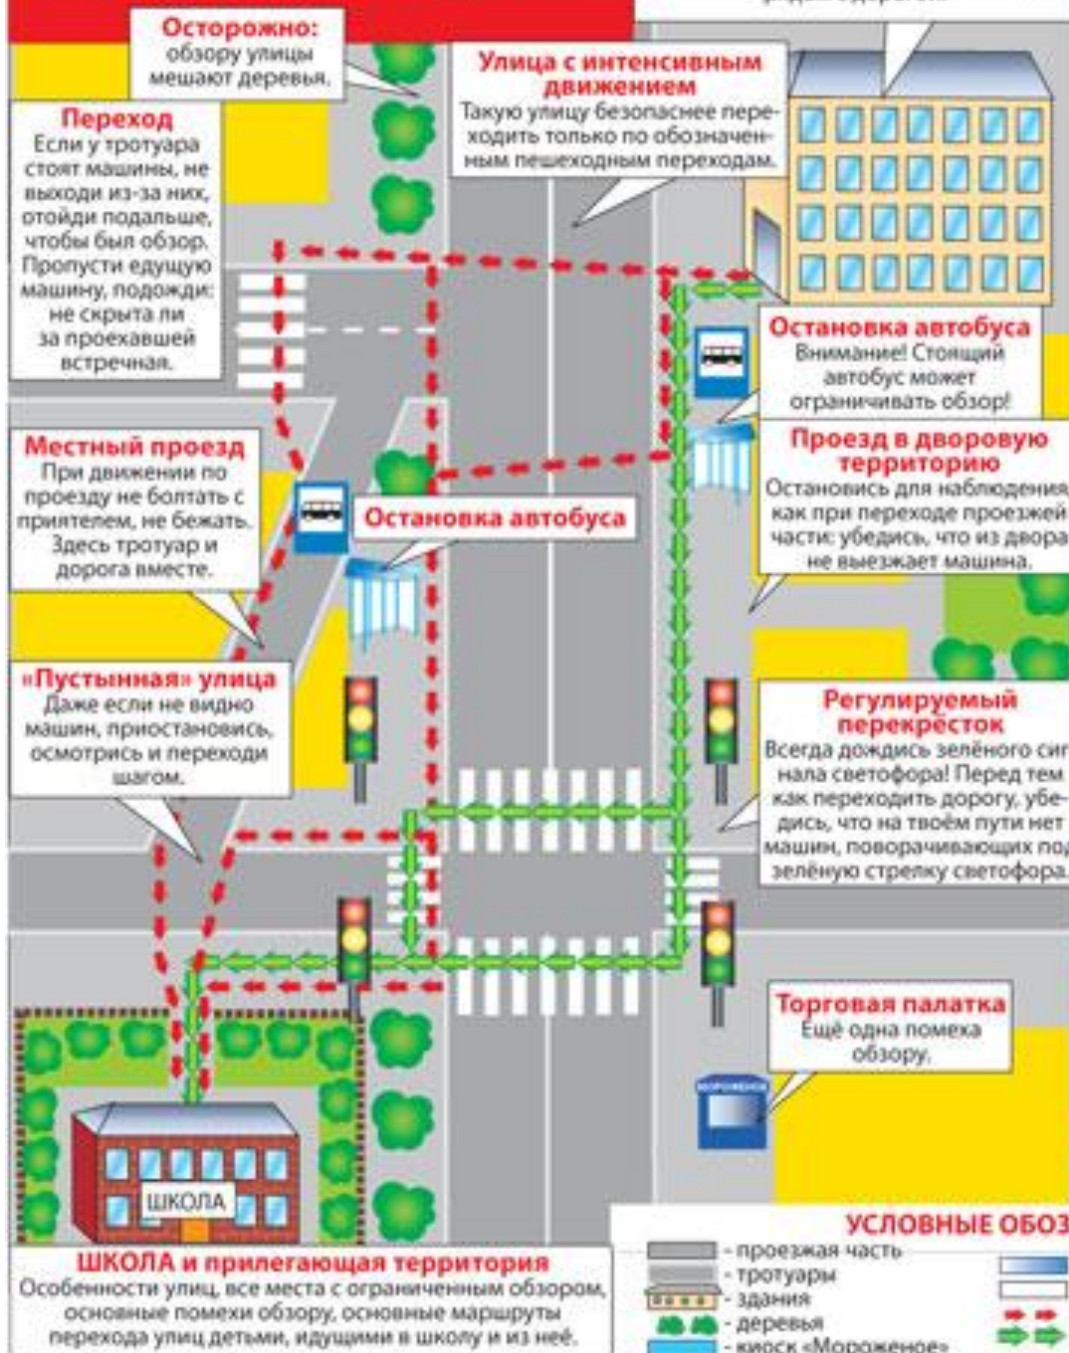 Осторожно:
обзору улицы
мешают деревья.
Улица с интенсивным
движением
Такую улицу безопаснее пере-
ходить только по обозначен-
ным пешеходным переходам.
Переход
Если у тротуара
стоят машины, не
выходи из-за них,
отойди подальше,
чтобы был обзор.
Пропусти едущую
машину, подожди:
не скрыта ли
за проехавшей
встречная.
Остановка автобуса
Внимание! Стоящий
автобус может
ограничивать обзор!
Местный проезд
При движении по
проезду не болтать с
приятелем, не бежать.
Здесь тротуар и
дорога вместе.
Остановка автобуса
Проезд в дворовую
территорию
Остановись для наблюдения,
как при переходе проезжей
части: убедись, что из двора
не выезжает машина.
«Пустынная» улица
Даже если не видно
машин, приостановись,
осмотрись и переходи
шагом.
Регулируемый
перекрёсток
Всегда дождись зелёного сиг
нала светофора! Перед тем
как переходить дорогу, убе-
дись, что на твоём пути нет
машин, поворачивающих под
зелёную стрелку светофора.
Торговая палатка
Ещё одна помеха
обзору.
МОРОЖЕНОЕ
ШКОЛА
ШКОЛА и прилегающая территория
Особенности улиц, все места с ограниченным обзором,
основные помехи обзору, основные маршруты
перехода улиц детьми, идущими в школу и из неё.
УСЛОВНЫЕ ОБОЗ
- проезжая часть
- тротуары
- здания
- деревья
- киоск «Мороженое»